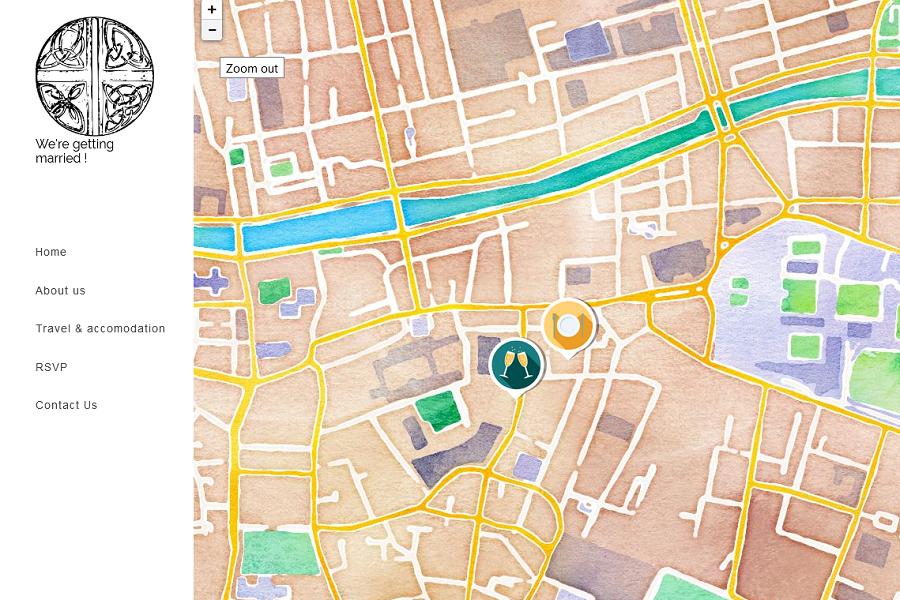 +
−
Zoom out
We're getting
married !
Home
About us
Travel & accomodation
RSVP
Contact Us